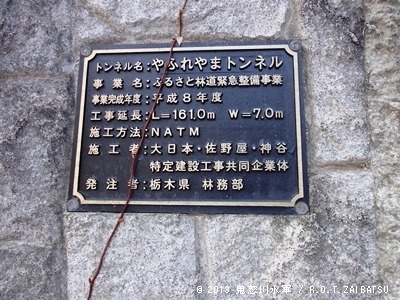 トンネル名:やふれやまトンネル
事業名:ふるさと林道緊急整備事業
事業完成年度:平成8年度
工事延長:L=161.0m W=7.0m
施工方法:NATM
施工者:大日本・佐野屋・神谷
特定建設工事共同企業体
発注者:栃木県 林務部
© 2013 鬼怒川水軍 / R.O.T.ZAIBATSU